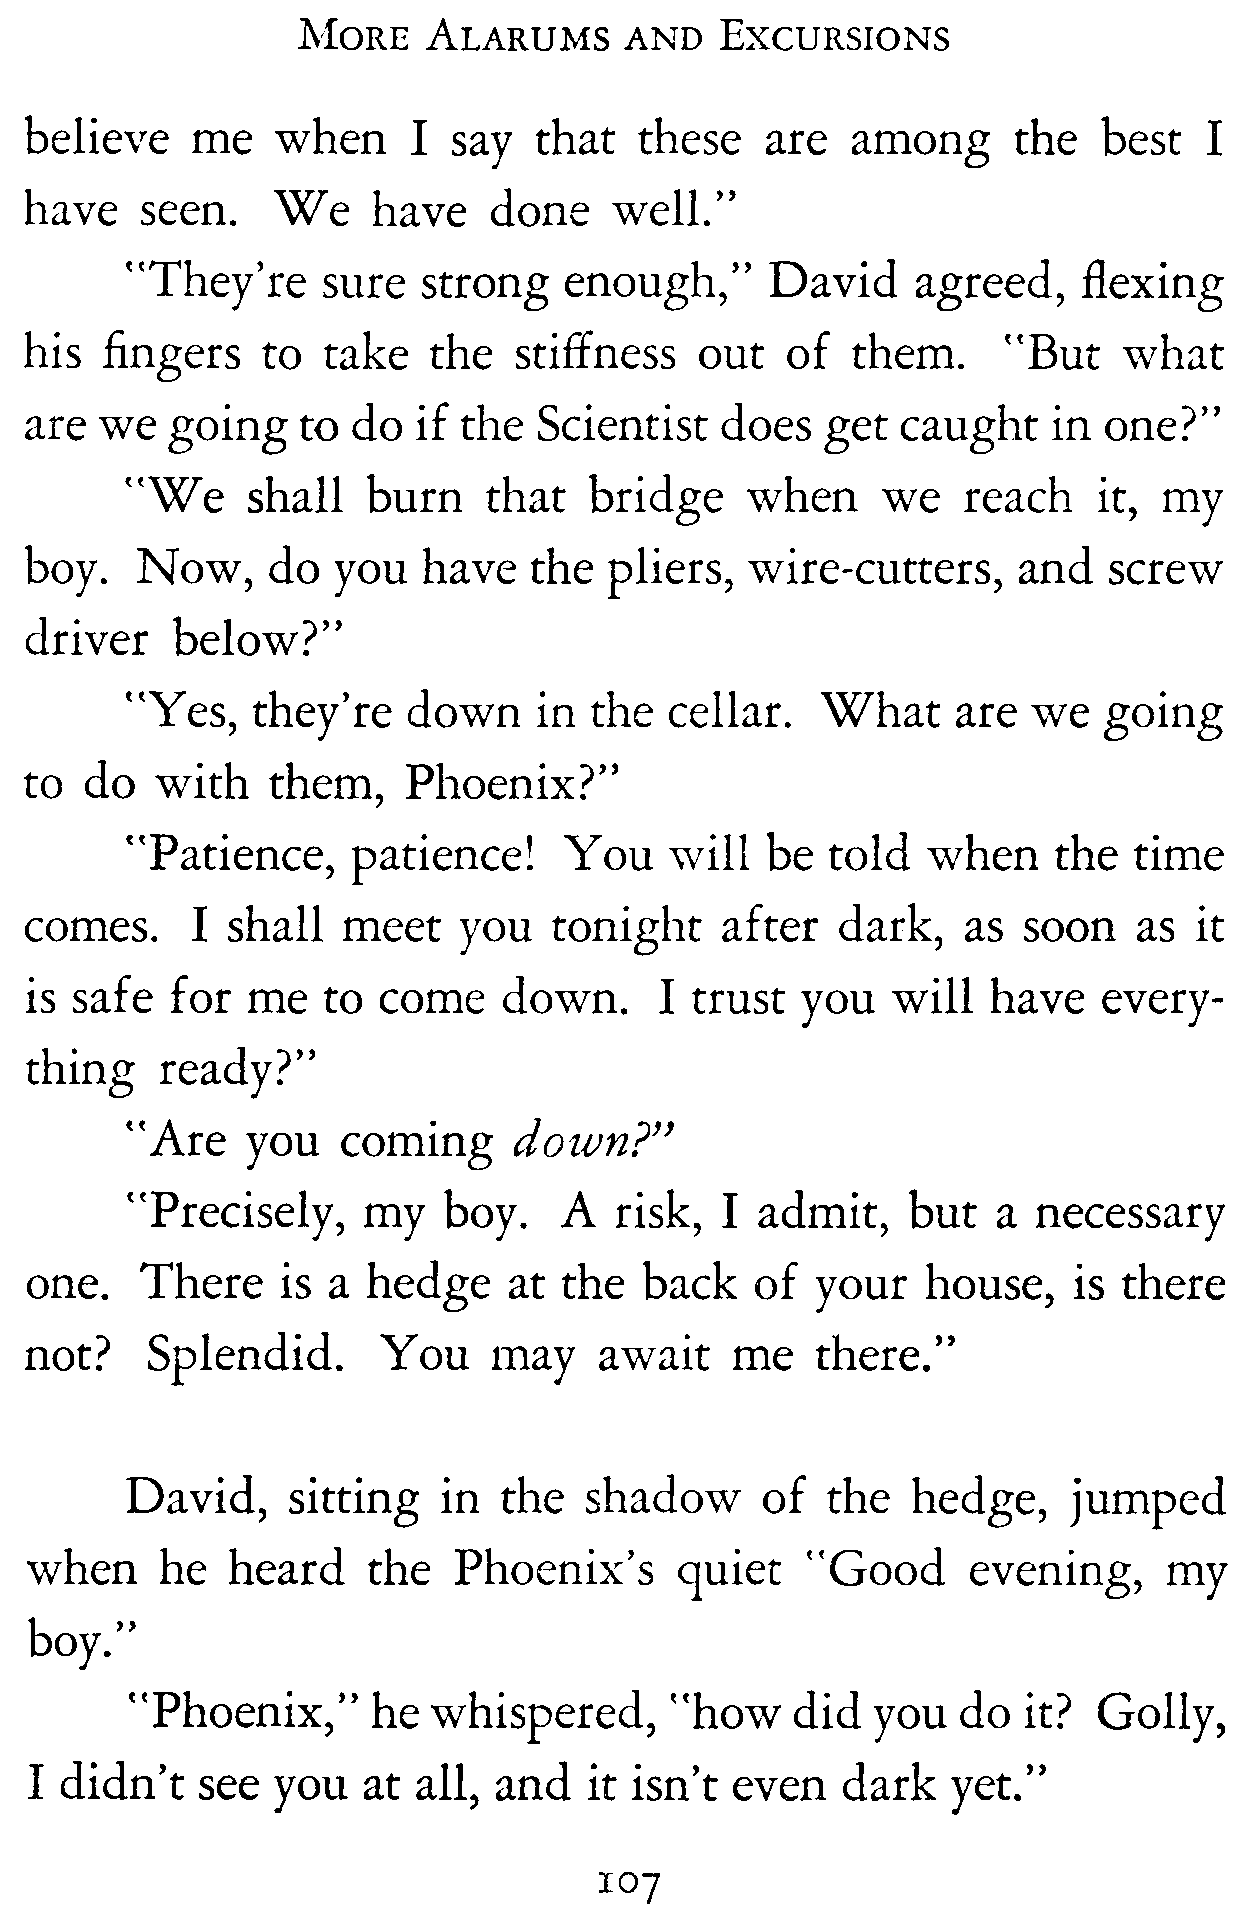 More Alarums and Excursions
believe me when I say that these are among the best I
have seen. We have done well."
"They're sure strong enough," David agreed, flexing
his fingers to take the stiffness out of them. "But what
are we going to do if the Scientist does get caught in one?"
"We shall burn that bridge when we reach it, my
boy. Now, do you have the pliers, wire-cutters, and screw
driver below?"
"Yes, they're down in the cellar. What are we going
to do with them, Phoenix?"
"Patience, patience! You will be told when the time
comes. I shall meet you tonight after dark, as soon as it
is safe for me to come down. I trust you will have every-
thing ready?"
"Are you coming down?"
"Precisely, my boy. A risk, I admit, but a necessary
one. There is a hedge at the back of your house, is there
not? Splendid. You may await me there."
David, sitting in the shadow of the hedge, jumped
when he heard the Phoenix's quiet "Good evening, my
boy."
"Phoenix," he whispered, "how did you do it? Golly,
I didn't see you at all, and it isn't even dark yet."
107